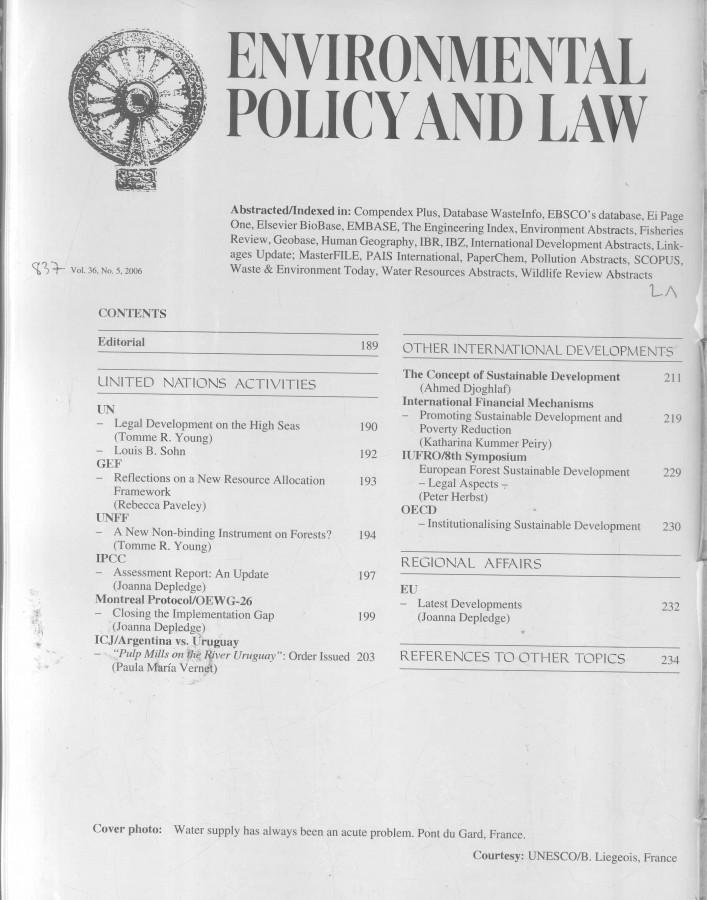 ENVIRONMENTAL
POLICY AND LAW
Abstracted/Indexed in: Compendex Plus, Database WasteInfo, EBSCO's database, Ei Page
One, Elsevier BioBase, EMBASE, The Engineering Index, Environment Abstracts, Fisheries
Review, Geobase, Human Geography, IBR, IBZ, International Development Abstracts, Link-
ages Update; MasterFILE, PAIS International, PaperChem, Pollution Abstracts, SCOPUS,
Waste & Environment Today, Water Resources Abstracts, Wildlife Review Abstracts
837 Vol. 36, No. 5, 2006
CONTENTS
Editorial 189
UNITED NATIONS ACTIVITIES
UN
– Legal Development on the High Seas 190
(Tomme R. Young)
– Louis B. Sohn 192
GEF
– Reflections on a New Resource Allocation 193
Framework
(Rebecca Paveley)
UNFF
– A New Non-binding Instrument on Forests? 194
(Tomme R. Young)
IPCC
– Assessment Report: An Update 197
(Joanna Depledge)
Montreal Protocol/OEWG-26
– Closing the Implementation Gap 199
(Joanna Depledge)
ICJ/Argentina vs. Uruguay
– "Pulp Mills on the River Uruguay": Order Issued 203
(Paula María Vernet)
OTHER INTERNATIONAL DEVELOPMENTS
The Concept of Sustainable Development 211
(Ahmed Djoghlaf)
International Financial Mechanisms
– Promoting Sustainable Development and 219
Poverty Reduction
(Katharina Kummer Peiry)
IUFRO/8th Symposium
European Forest Sustainable Development 229
– Legal Aspects –
(Peter Herbst)
OECD
– Institutionalising Sustainable Development 230
REGIONAL AFFAIRS
EU
– Latest Developments 232
(Joanna Depledge)
REFERENCES TO OTHER TOPICS 234
Cover photo: Water supply has always been an acute problem. Pont du Gard, France.
Courtesy: UNESCO/B. Liegeois, France